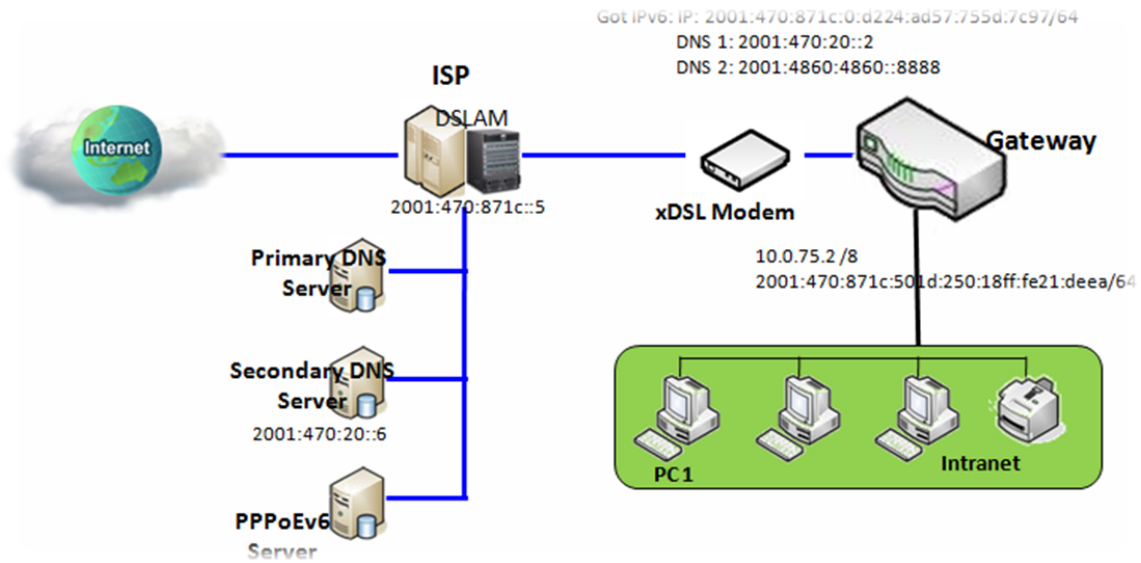 Got IPv6: IP: 2001:470:871c:0:d224:ad57:755d:7c97/64
DNS 1: 2001:470:20::2
DNS 2: 2001:4860:4860::8888
ISP
DSLAM
Internet
Gateway
2001:470:871c::5
xDSL Modem
Primary DNS
Server
10.0.75.2 /8
2001:470:871c:501d:250:18ff:fe21:deea/64
Secondary DNS
Server
2001:470:20::6
PC1
Intranet
PPPoEv6
Server